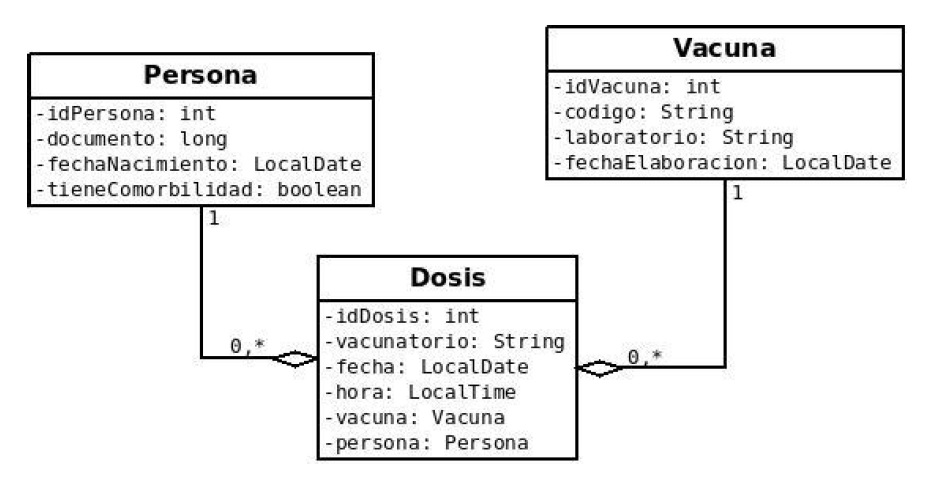 Persona
-idPersona: int
-documento: long
-fechaNacimiento: LocalDate
-tieneComorbilidad: boolean
1
0,*
Vacuna
-idVacuna: int
-codigo: String
-laboratorio: String
-fechaElaboracion: LocalDate
1
0,*
Dosis
-idDosis: int
-vacunatorio: String
-fecha: LocalDate
-hora: LocalTime
-vacuna: Vacuna
-persona: Persona